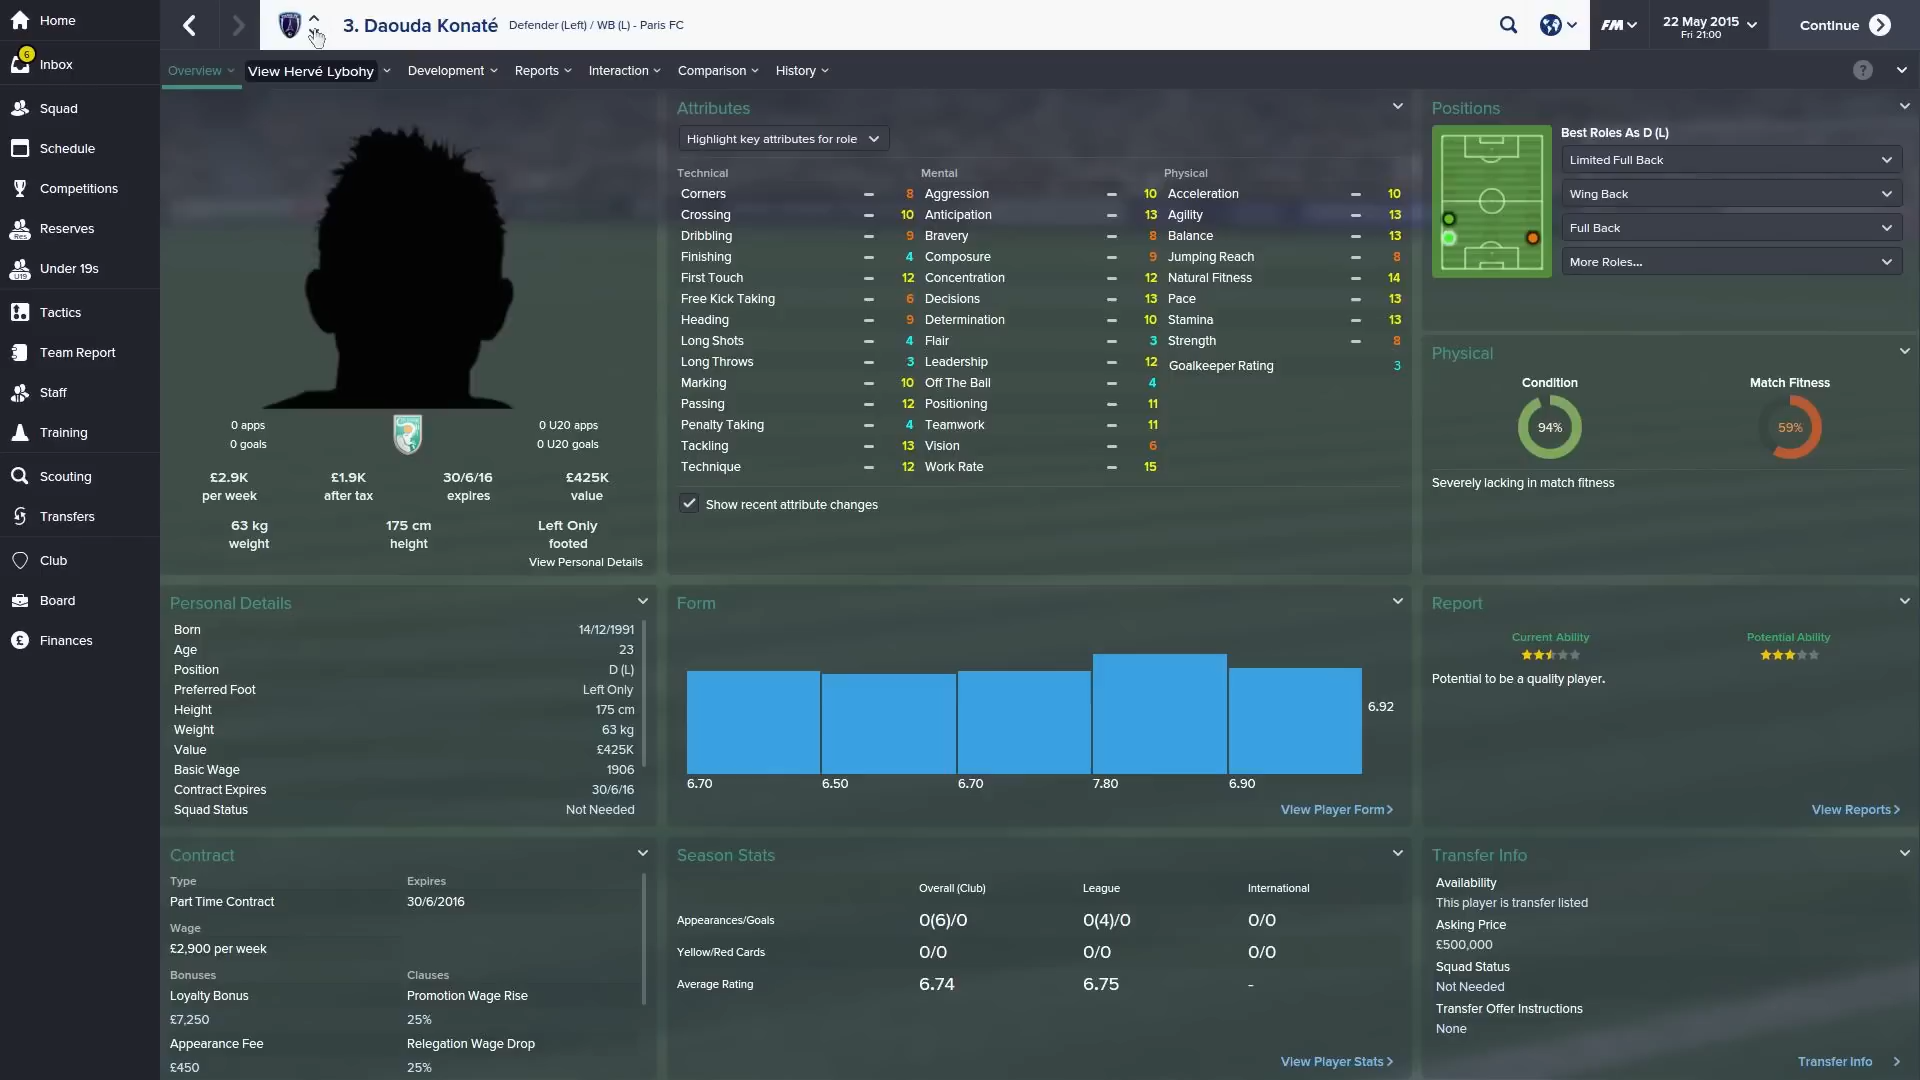 Home
6
Inbox
Squad
Schedule
Competitions
Res
Reserves
U19
Under 19s
Tactics
Team Report
Staff
Training
Scouting
Transfers
Club
Board
£ Finances
3. Daouda Konaté
Defender (Left) / WB (L) - Paris FC
FM
22 May 2015
Fri 21:00
Continue
Overview
View Hervé Lybohy
Development
Reports
Interaction
Comparison
History
?
0 apps
0 goals
0 U20 apps
0 U20 goals
£2.9K per week
£1.9K after tax
30/6/16 expires
£425K value
63 kg weight
175 cm height
Left Only footed
View Personal Details
Attributes
Highlight key attributes for role
Technical Mental Physical
Corners - 8 Aggression - 10 Acceleration - 10
Crossing - 10 Anticipation - 13 Agility - 13
Dribbling - 9 Bravery - 8 Balance - 13
Finishing - 4 Composure - 9 Jumping Reach - 8
First Touch - 12 Concentration - 12 Natural Fitness - 14
Free Kick Taking - 6 Decisions - 13 Pace - 13
Heading - 9 Determination - 10 Stamina - 13
Long Shots - 4 Flair - 3 Strength - 8
Long Throws - 3 Leadership - 12 Goalkeeper Rating 3
Marking - 10 Off The Ball - 4
Passing - 12 Positioning - 11
Penalty Taking - 4 Teamwork - 11
Tackling - 13 Vision - 6
Technique - 12 Work Rate - 15
Show recent attribute changes
Positions
Best Roles As D (L)
Limited Full Back
Wing Back
Full Back
More Roles...
Physical
Condition
94%
Match Fitness
59%
Severely lacking in match fitness
Personal Details
Born 14/12/1991
Age 23
Position D (L)
Preferred Foot Left Only
Height 175 cm
Weight 63 kg
Value £425K
Basic Wage 1906
Contract Expires 30/6/16
Squad Status Not Needed
Form
6.92
6.70 6.50 6.70 7.80 6.90
View Player Form
Report
Current Ability
Potential Ability
Potential to be a quality player.
View Reports
Contract
Type Expires
Part Time Contract 30/6/2016
Wage
£2,900 per week
Bonuses Clauses
Loyalty Bonus Promotion Wage Rise
£7,250 25%
Appearance Fee Relegation Wage Drop
£450 25%
Season Stats
Overall (Club) League International
Appearances/Goals 0(6)/0 0(4)/0 0/0
Yellow/Red Cards 0/0 0/0 0/0
Average Rating 6.74 6.75 -
View Player Stats
Transfer Info
Availability
This player is transfer listed
Asking Price
£500,000
Squad Status
Not Needed
Transfer Offer Instructions
None
Transfer Info